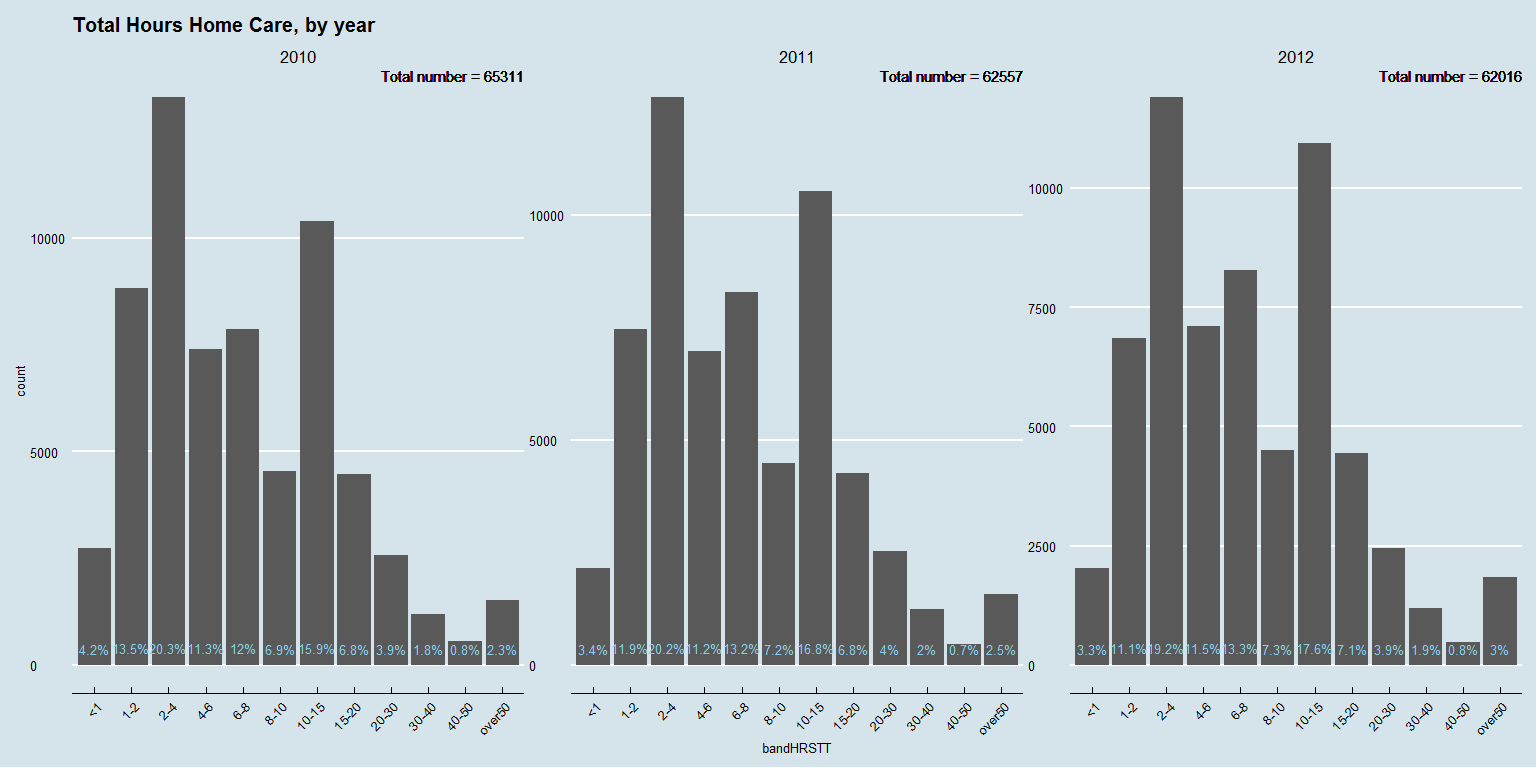 Total Hours Home Care, by year
2010
2011
2012
Total number = 65311
Total number = 62557
Total number = 62016
count
10000
5000
0
4.2% 13.5% 20.3% 11.3% 12% 6.9% 15.9% 6.8% 3.9% 1.8% 0.8% 2.3%
<1 1-2 2-4 4-6 6-8 8-10 10-15 15-20 20-30 30-40 40-50 over50
10000
5000
0
3.4% 11.9% 20.2% 11.2% 13.2% 7.2% 16.8% 6.8% 4% 2% 0.7% 2.5%
<1 1-2 2-4 4-6 6-8 8-10 10-15 15-20 20-30 30-40 40-50 over50
10000
7500
5000
2500
0
3.3% 11.1% 19.2% 11.5% 13.3% 7.3% 17.6% 7.1% 3.9% 1.9% 0.8% 3%
<1 1-2 2-4 4-6 6-8 8-10 10-15 15-20 20-30 30-40 40-50 over50
bandHRSTT